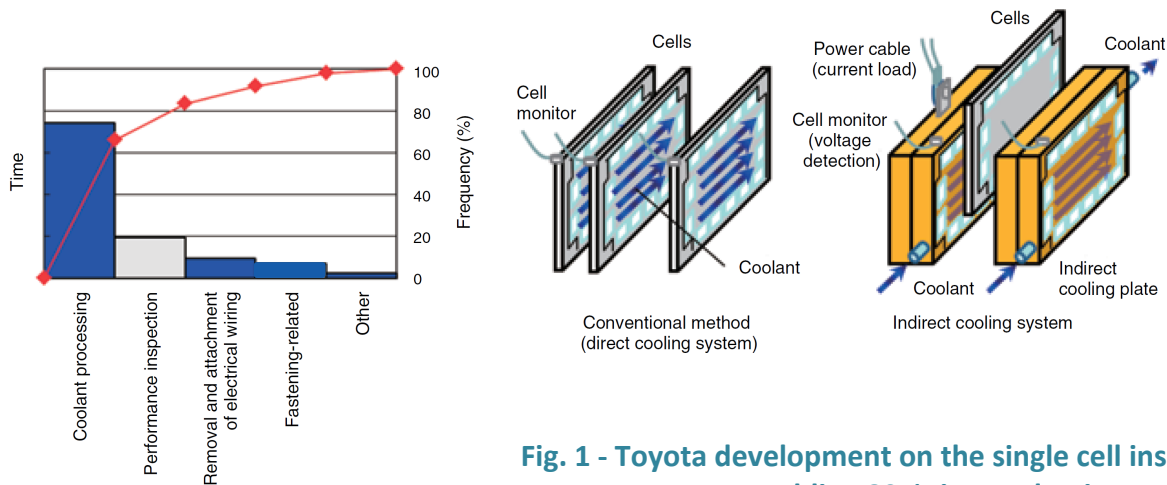 Time
100
80
60
40
20
0
Frequency (%)
Coolant processing
Performance inspection
Removal and attachment
of electrical wiring
Fastening-related
Other
Cells
Cell
monitor
Coolant
Conventional method
(direct cooling system)
Cells
Power cable
(current load)
Coolant
Cell monitor
(voltage
detection)
Coolant
Indirect
cooling plate
Indirect cooling system
Fig. 1 - Toyota development on the single cell ins